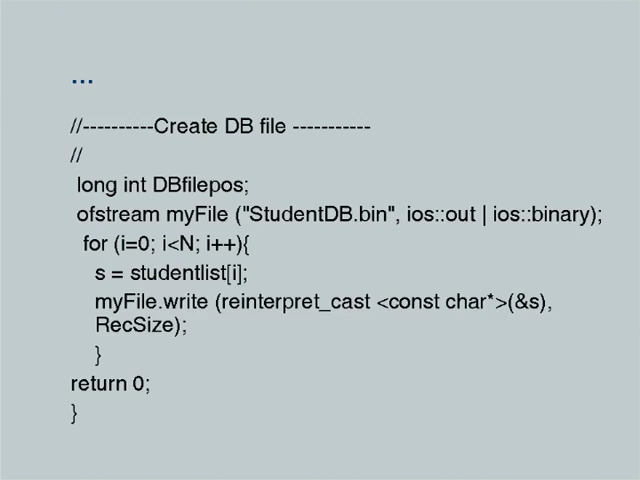 ...
//----------Create DB file -----------
//
long int DBfilepos;
ofstream myFile ("StudentDB.bin", ios::out | ios::binary);
for (i=0; i<N; i++){
s = studentlist[i];
myFile.write (reinterpret_cast <const char*>(&s),
RecSize);
}
return 0;
}